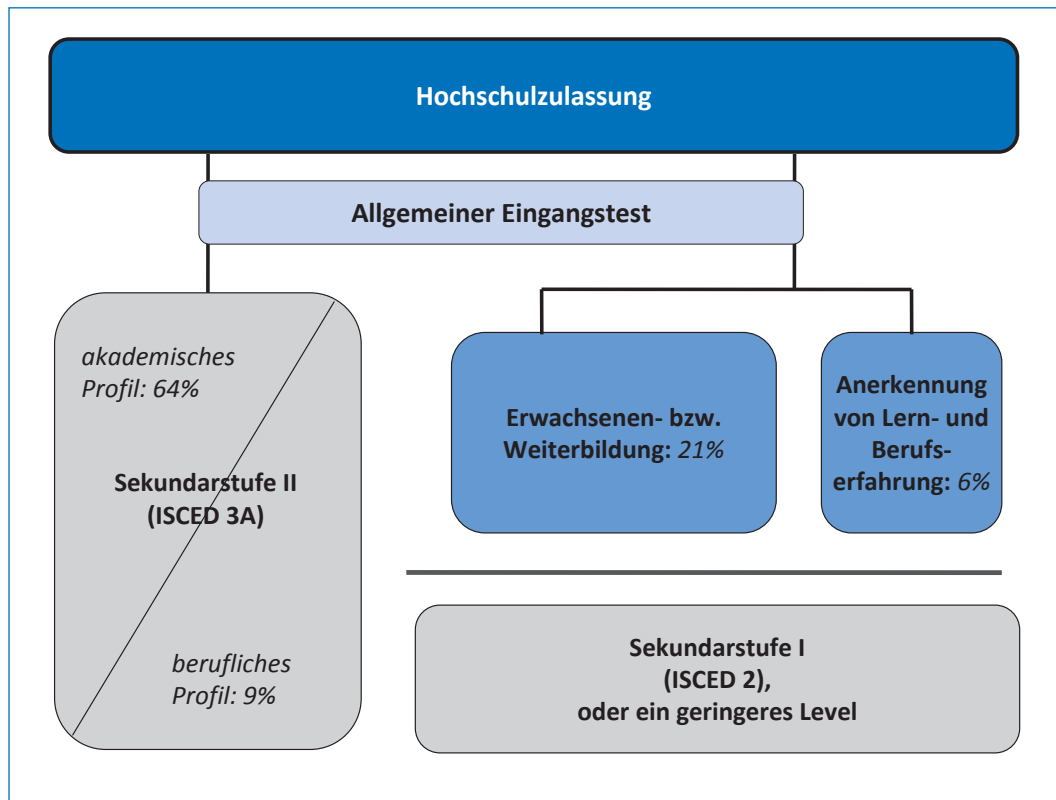 Hochschulzulassung
Allgemeiner Eingangstest
akademisches
Profil: 64%
Sekundarstufe II
(ISCED 3A)
berufliches
Profil: 9%
Erwachsenen- bzw.
Weiterbildung: 21%
Anerkennung
von Lern- und
Berufs-
erfahrung: 6%
Sekundarstufe I
(ISCED 2),
oder ein geringeres Level